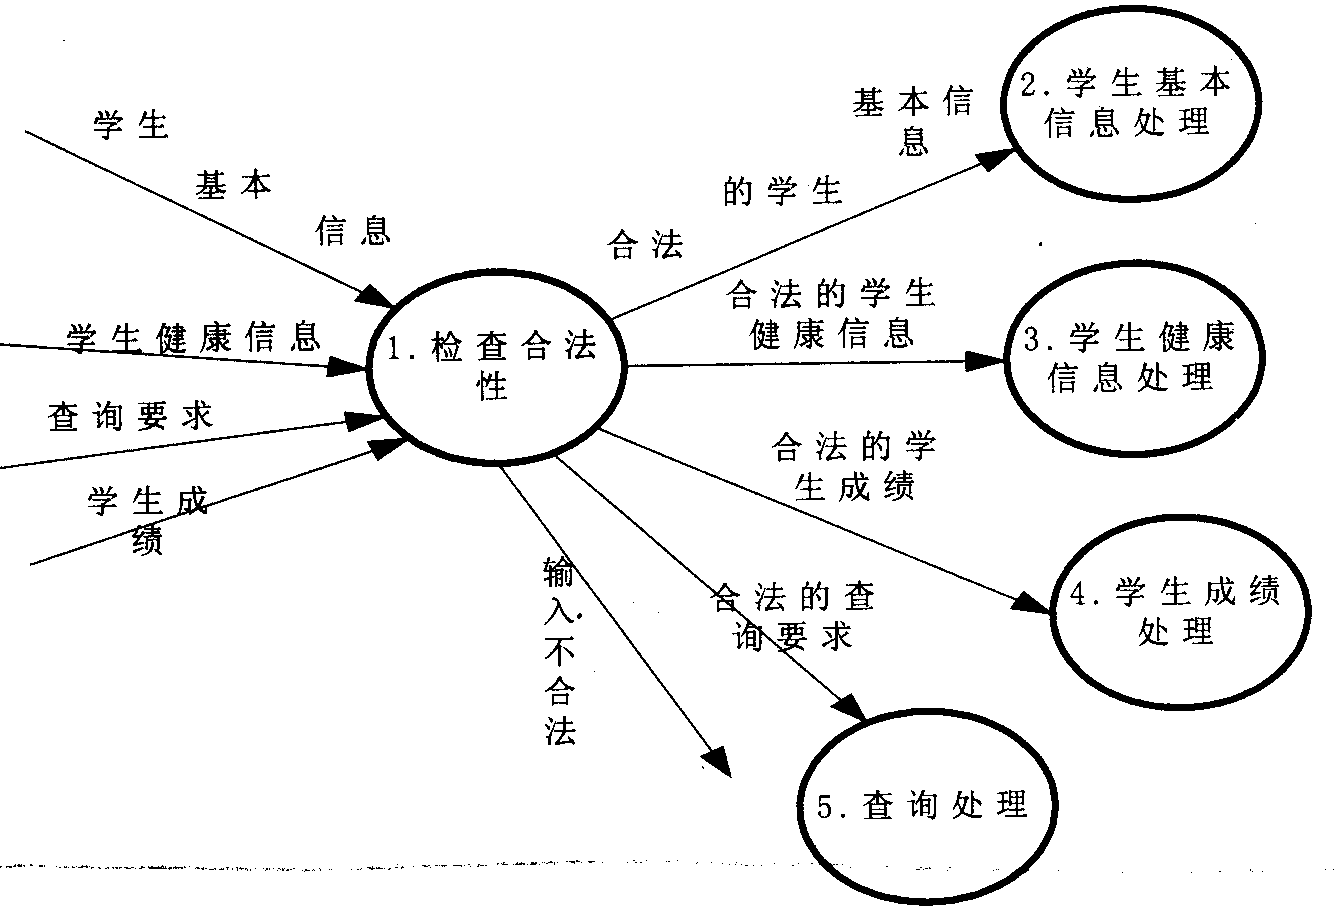 学生
基本
信息
学生健康信息
查询要求
学生成
绩
1.检查合法
性
合法
的学生
基本信
息
2.学生基本
信息处理
合法的学生
健康信息
3.学生健康
信息处理
合法的学
生成绩
4.学生成绩
处理
合法的查
询要求
5.查询处理
输
入
不
合
法